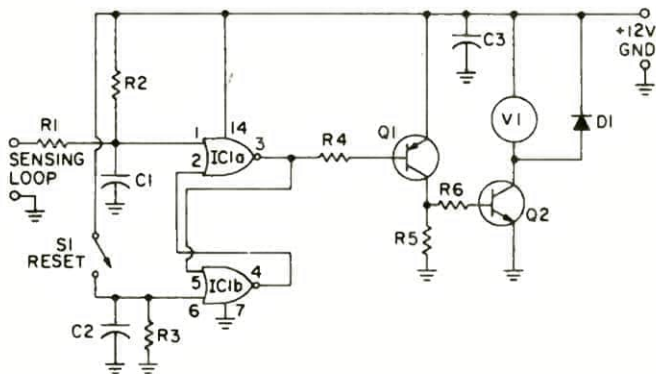 +12V
GND
C3
R2
R1
SENSING
LOOP
C1
1
14
3
2
IC1a
R4
Q1
V1
D1
R6
Q2
R5
S1
RESET
5
4
IC1b
6
7
C2
R3